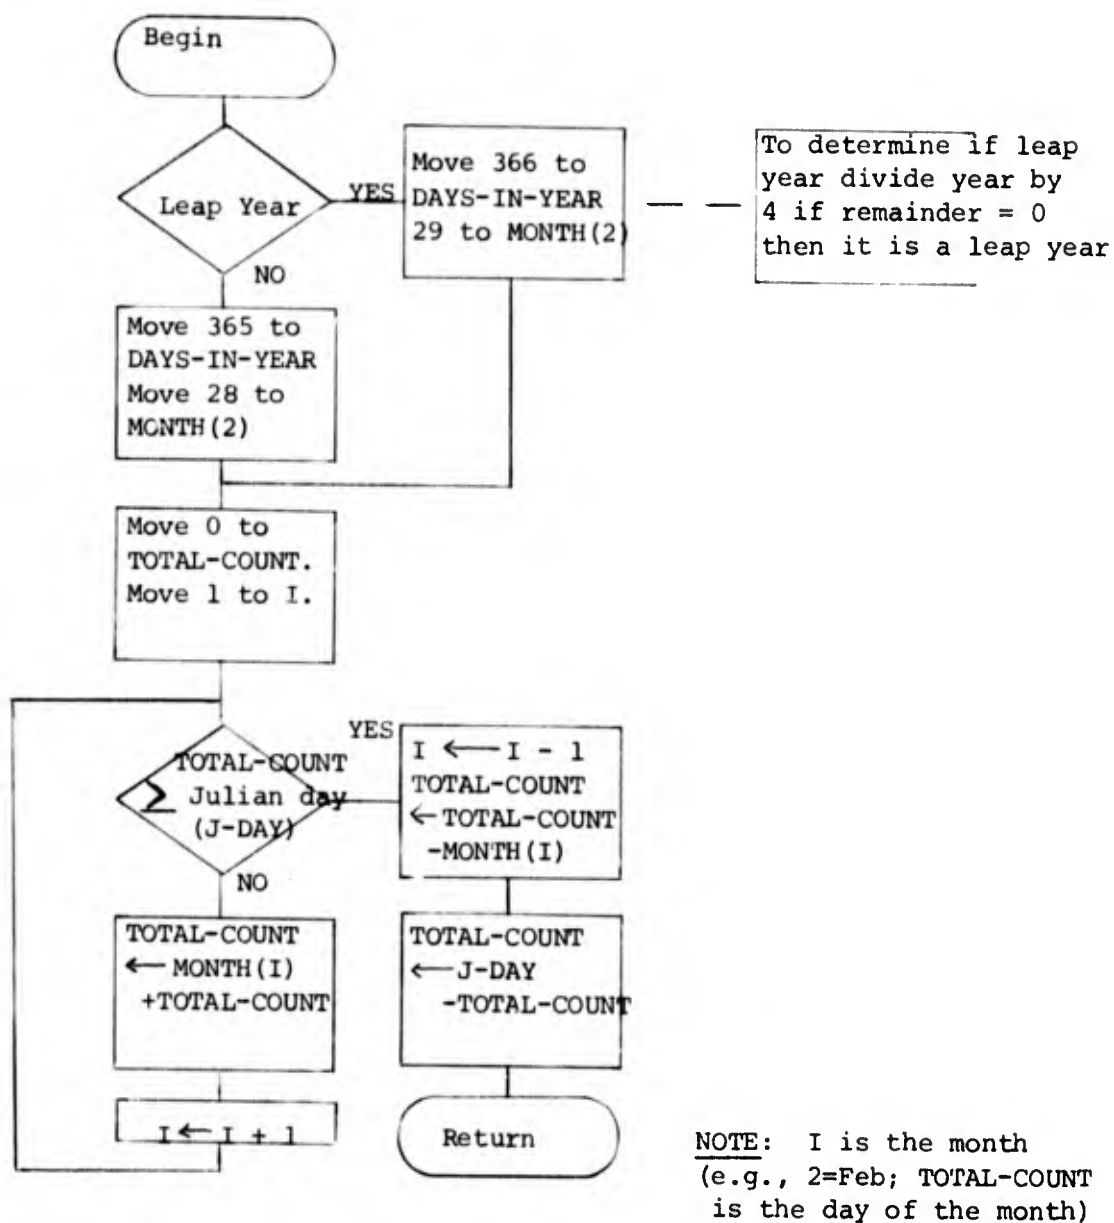 Begin
Leap Year
YES
NO
Move 366 to
DAYS-IN-YEAR
29 to MONTH(2)
To determine if leap
year divide year by
4 if remainder = 0
then it is a leap year
Move 365 to
DAYS-IN-YEAR
Move 28 to
MONTH(2)
Move 0 to
TOTAL-COUNT.
Move 1 to I.
TOTAL-COUNT
≥ Julian day
(J-DAY)
YES
NO
I ← I - 1
TOTAL-COUNT
← TOTAL-COUNT
-MONTH(I)
TOTAL-COUNT
← MONTH(I)
+TOTAL-COUNT
TOTAL-COUNT
← J-DAY
-TOTAL-COUNT
I ← I + 1
Return
NOTE: I is the month
(e.g., 2=Feb; TOTAL-COUNT
is the day of the month)